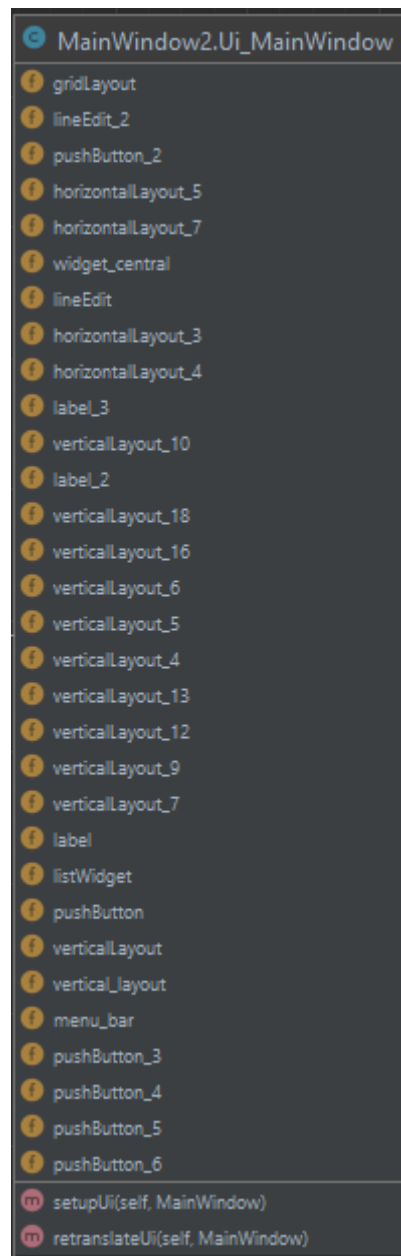 C MainWindow2.Ui_MainWindow
f gridLayout
f lineEdit_2
f pushButton_2
f horizontalLayout_5
f horizontalLayout_7
f widget_central
f lineEdit
f horizontalLayout_3
f horizontalLayout_4
f label_3
f verticalLayout_10
f label_2
f verticalLayout_18
f verticalLayout_16
f verticalLayout_6
f verticalLayout_5
f verticalLayout_4
f verticalLayout_13
f verticalLayout_12
f verticalLayout_9
f verticalLayout_7
f label
f listWidget
f pushButton
f verticalLayout
f vertical_layout
f menu_bar
f pushButton_3
f pushButton_4
f pushButton_5
f pushButton_6
m setupUi(self, MainWindow)
m retranslateUi(self, MainWindow)